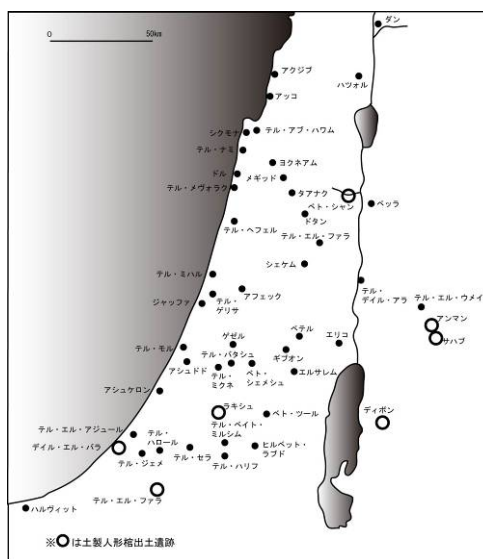 ダン
0
50km
アクジブ
ハツォル
アッコ
シクモナ
テル・アブ・ハワム
テル・ナミ
ヨクネアム
ドル
メギッド
テル・メヴォラク
タアナク
ベト・シャン
ペッラ
ドタン
テル・ヘフェル
テル・エル・ファラ
シェケム
テル・ミハル
テル・
デイル・アラ
テル・エル・ウメイリ
アフェック
ジャッファ
テル・
ゲリサ
アンマン
サハブ
ゲゼル
ベテル
エリコ
テル・モル
テル・バタシュ
ギブオン
アシュドド
テル・
ミクネ
ベト・
シェメシュ
エルサレム
アシュケロン
ラキシュ
ベト・ツール
ディボン
テル・エル・アジュール
テル・
ハロール
テル・ベイト・
ミルシム
デイル・エル・バラ
ヒルベット・
ラブド
テル・ジェメ
テル・セラ
テル・ハリフ
テル・エル・ファラ
ハルヴィット
※○は土製人形棺出土遺跡